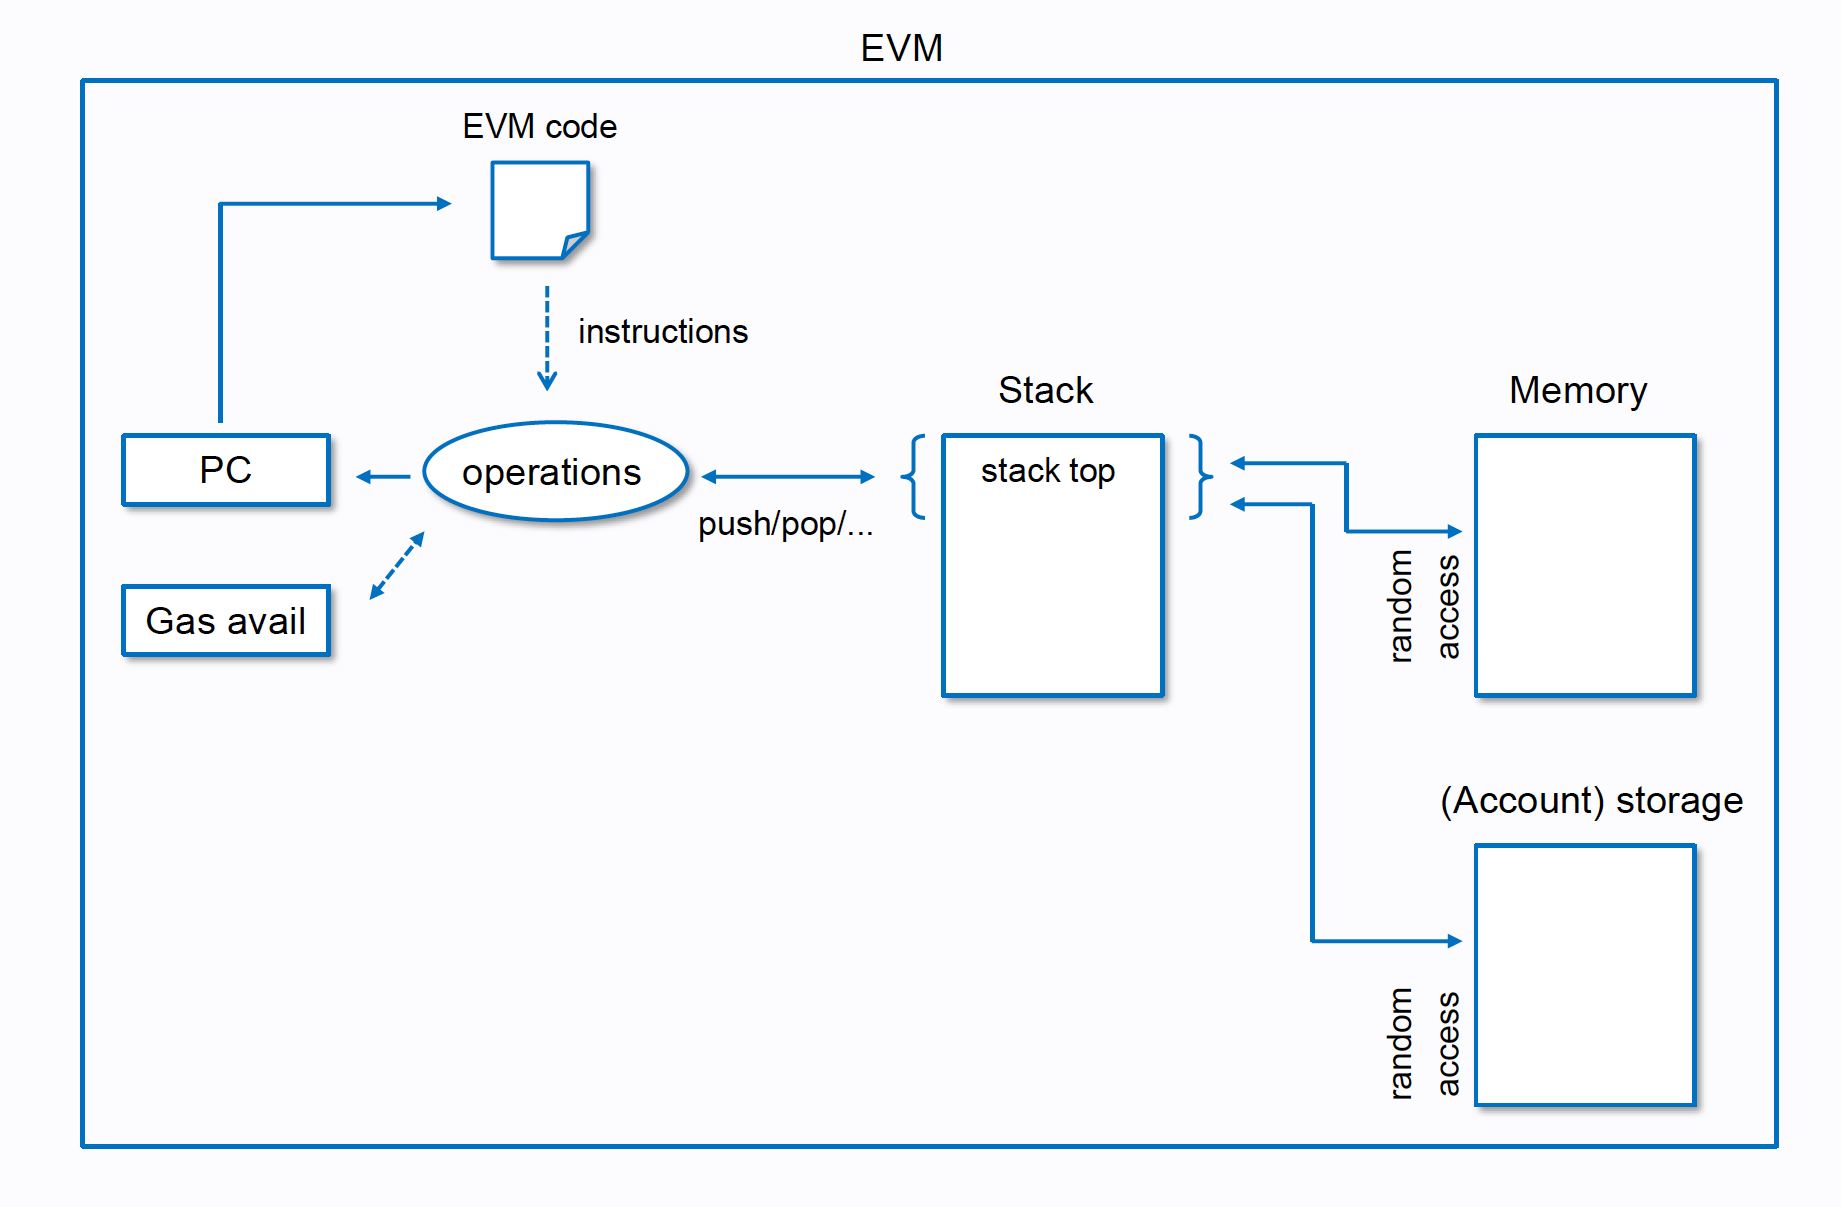 EVM
EVM code
instructions
Stack
Memory
PC
operations
stack top
push/pop/...
random
access
Gas avail
(Account) storage
random
access